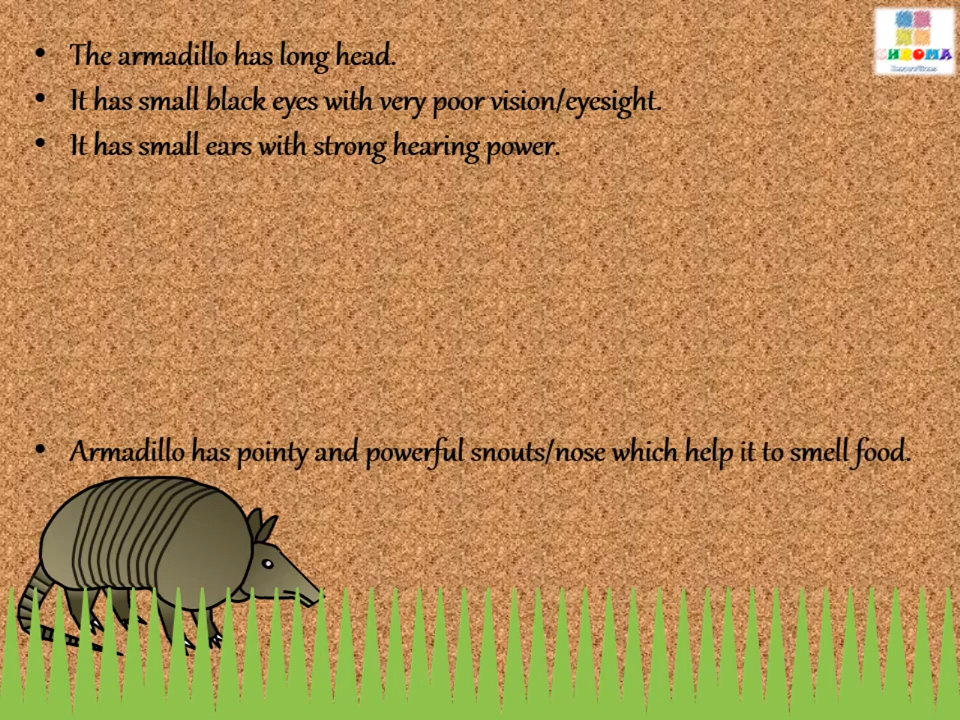 CHROMA
• The armadillo has long head.
• It has small black eyes with very poor vision/eyesight.
• It has small ears with strong hearing power.
• Armadillo has pointy and powerful snouts/nose which help it to smell food.